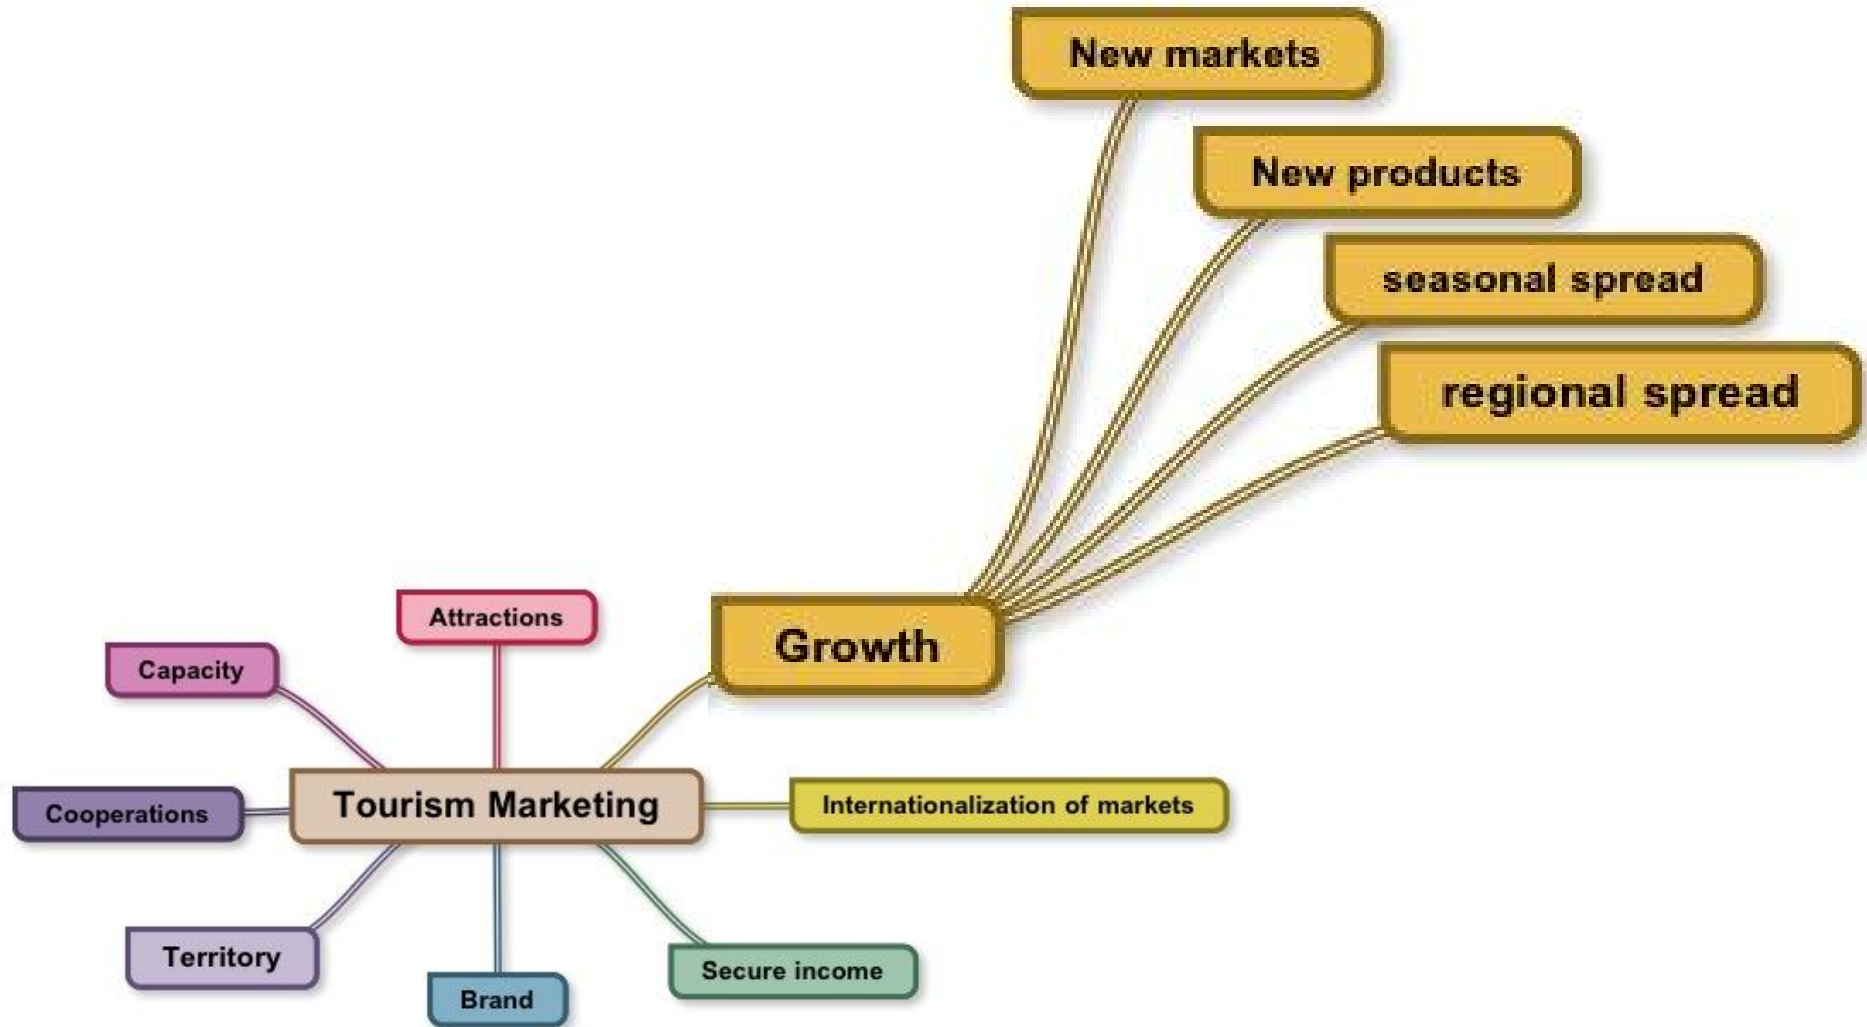 New markets
New products
seasonal spread
regional spread
Growth
Attractions
Capacity
Tourism Marketing
Internationalization of markets
Cooperations
Territory
Secure income
Brand